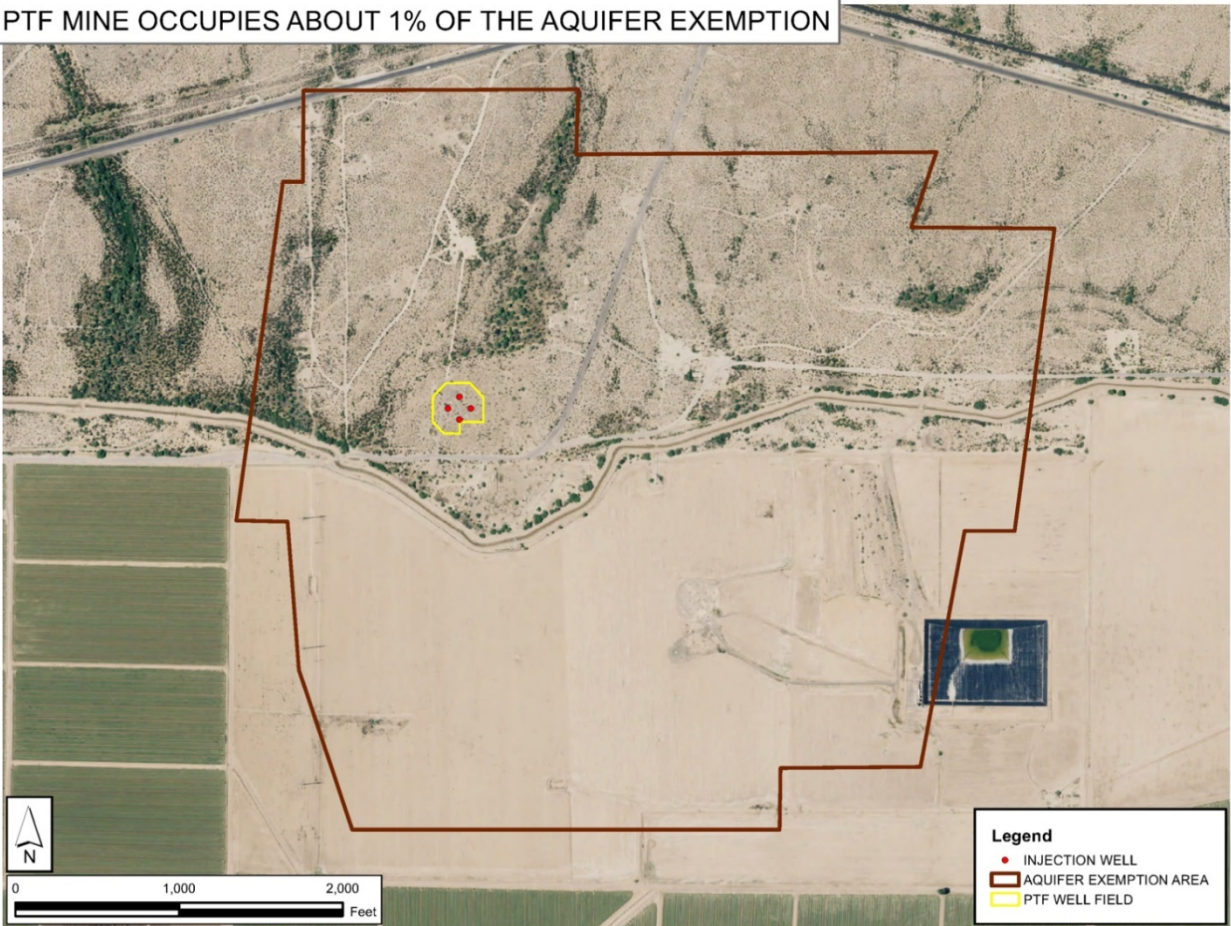 PTF MINE OCCUPIES ABOUT 1% OF THE AQUIFER EXEMPTION
N
0 1,000 2,000
Feet
Legend
INJECTION WELL
AQUIFER EXEMPTION AREA
PTF WELL FIELD